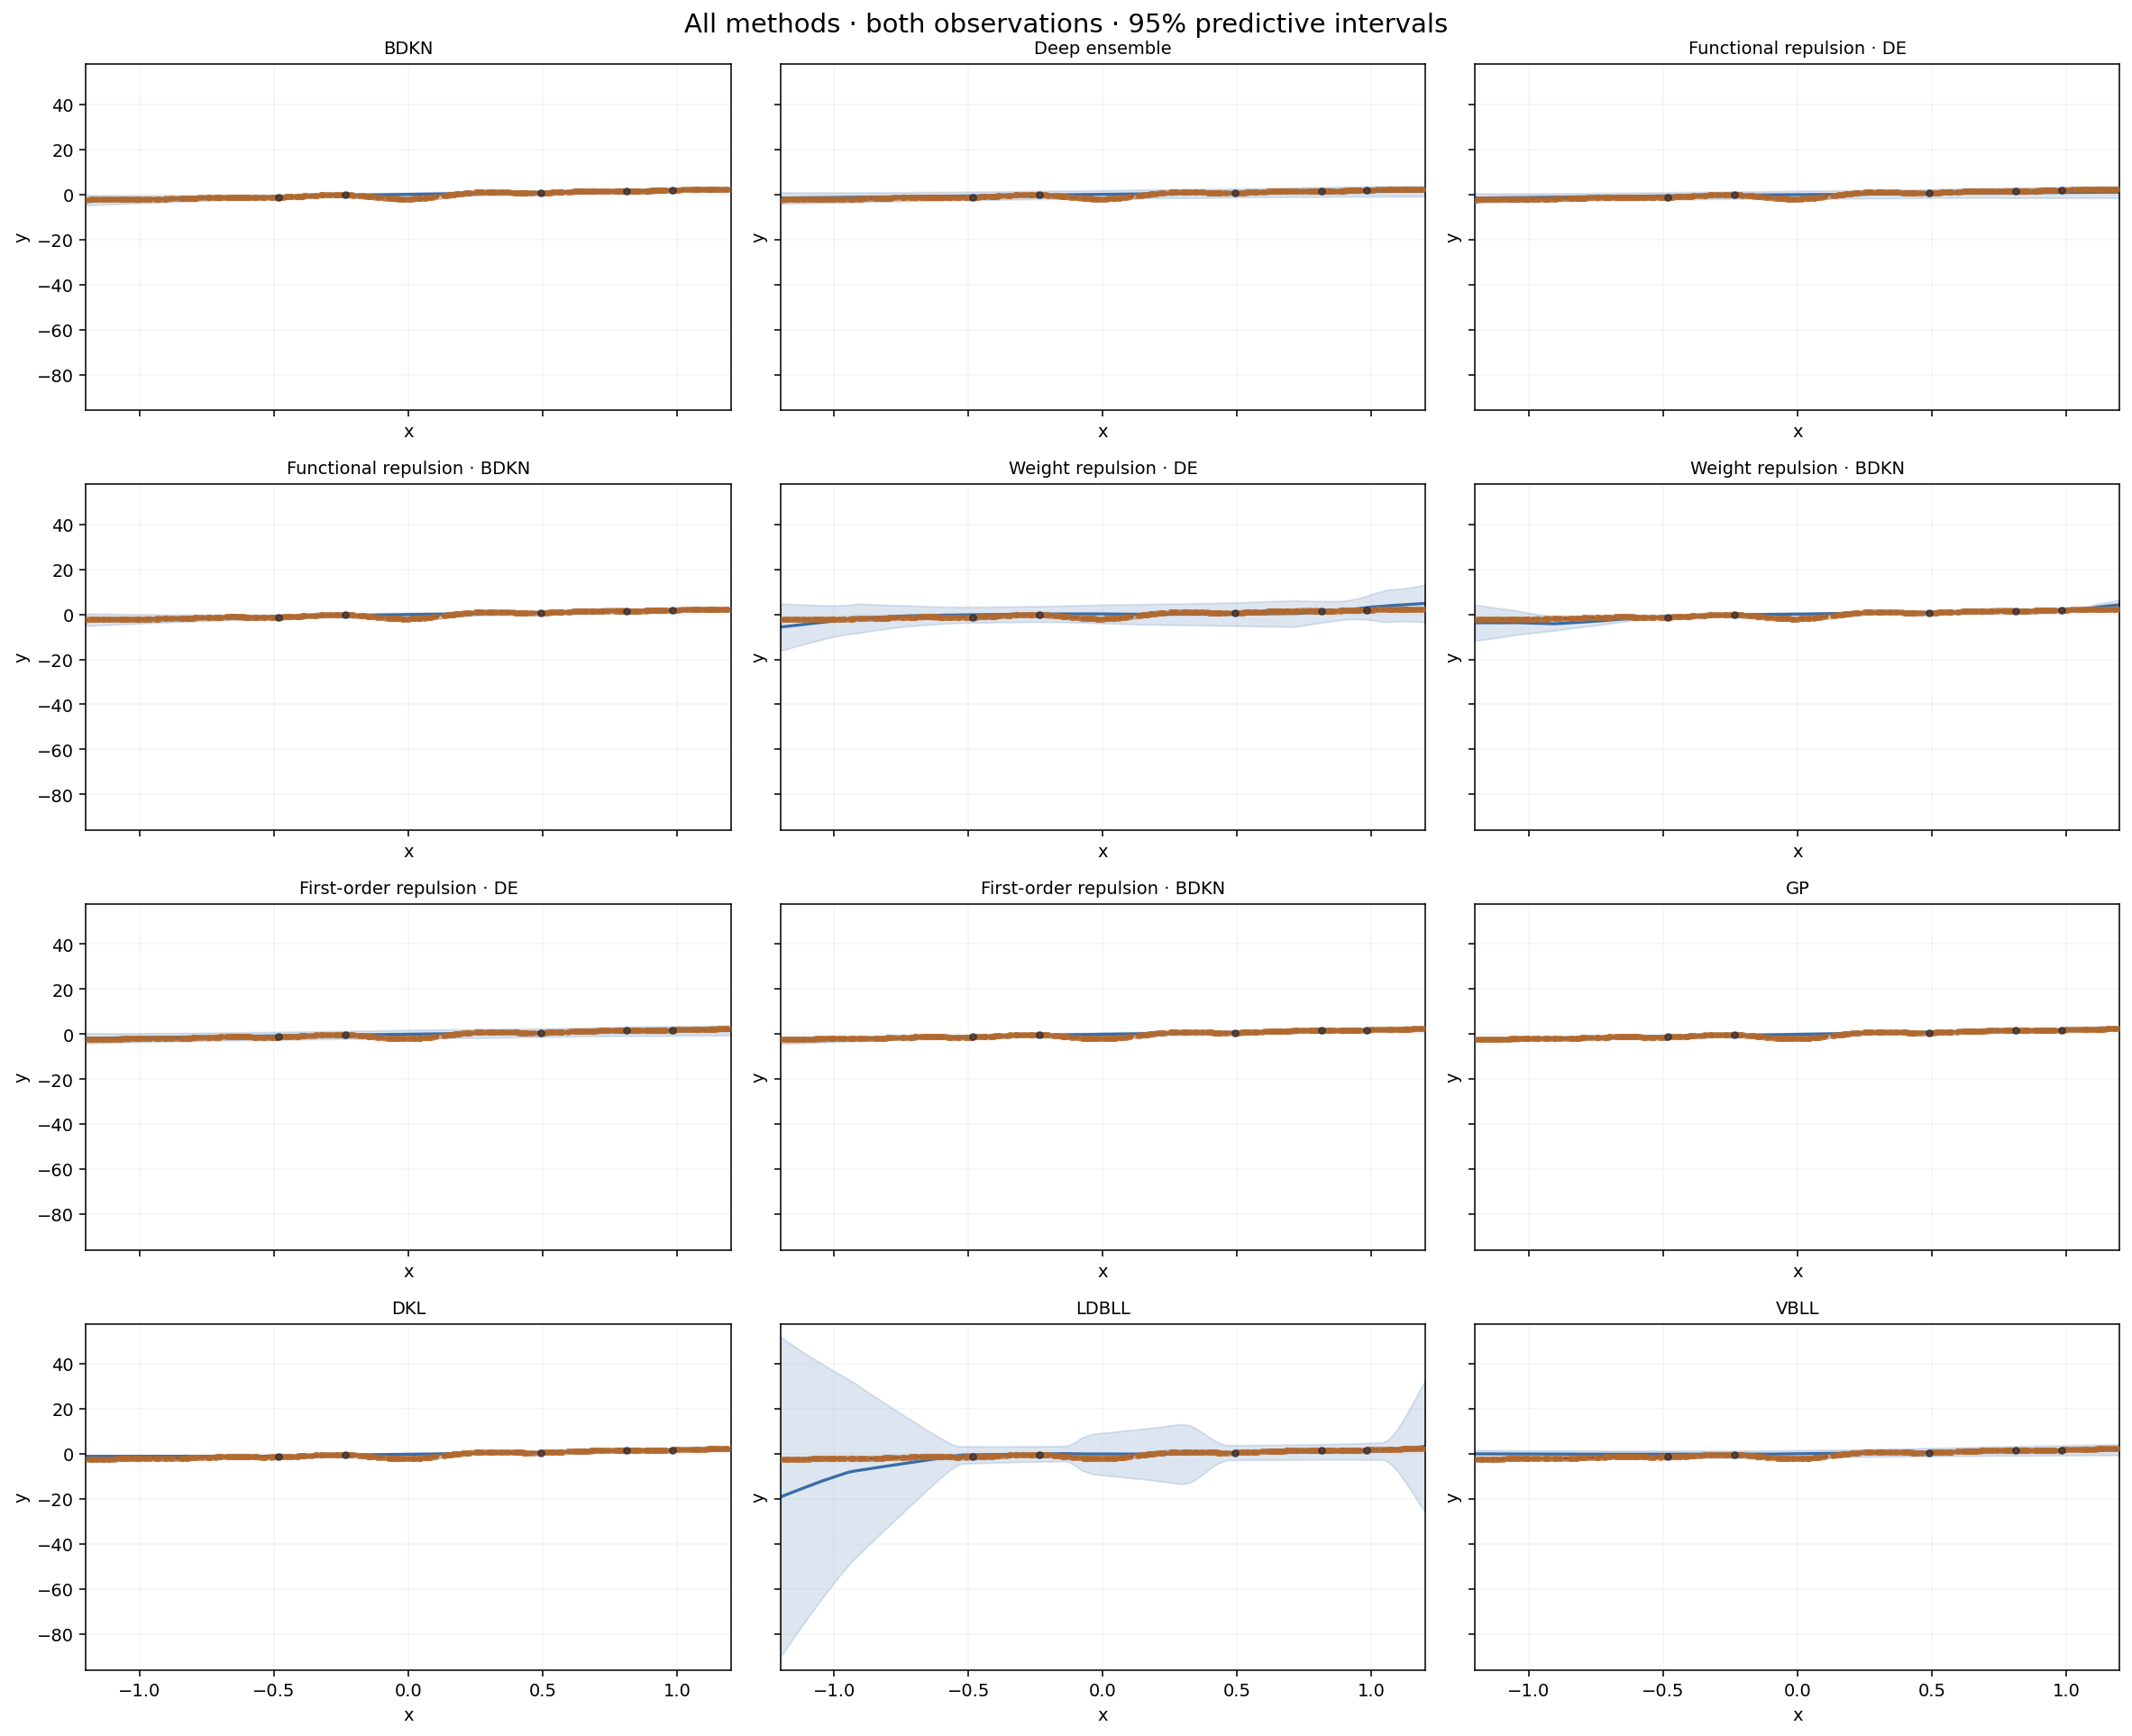 All methods · both observations · 95% predictive intervals
BDKN
Deep ensemble
Functional repulsion · DE
40
20
0
−20
−40
−60
−80
y
y
y
x
x
x
Functional repulsion · BDKN
Weight repulsion · DE
Weight repulsion · BDKN
40
20
0
−20
−40
−60
−80
y
y
y
x
x
x
First-order repulsion · DE
First-order repulsion · BDKN
GP
40
20
0
−20
−40
−60
−80
y
y
y
x
x
x
DKL
LDBLL
VBLL
40
20
0
−20
−40
−60
−80
y
y
y
−1.0 −0.5 0.0 0.5 1.0
−1.0 −0.5 0.0 0.5 1.0
−1.0 −0.5 0.0 0.5 1.0
x
x
x